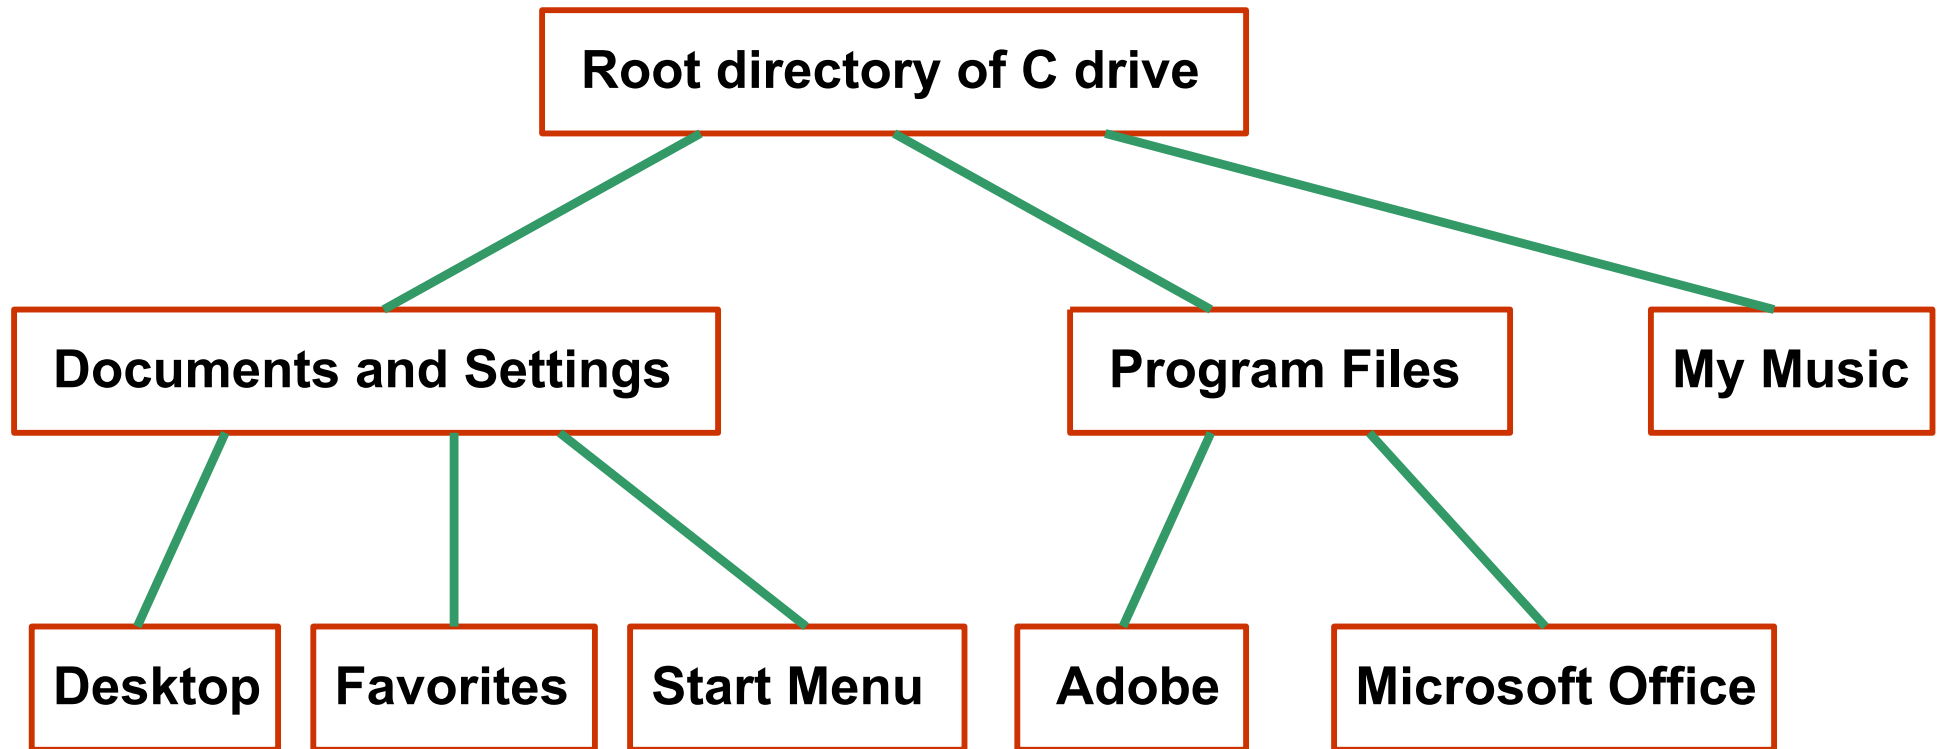 Root directory of C drive
Documents and Settings
Program Files
My Music
Desktop
Favorites
Start Menu
Adobe
Microsoft Office